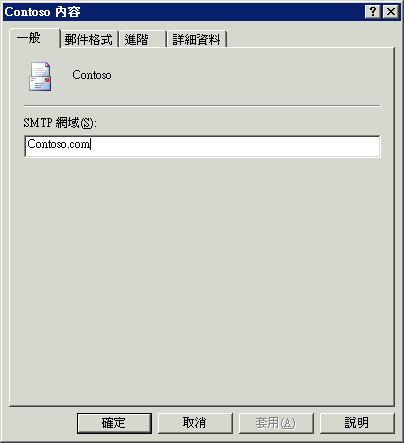 Contoso 內容
一般 郵件格式 進階 詳細資料
Contoso
SMTP 網域(S):
Contoso.com
確定 取消 套用(A) 說明